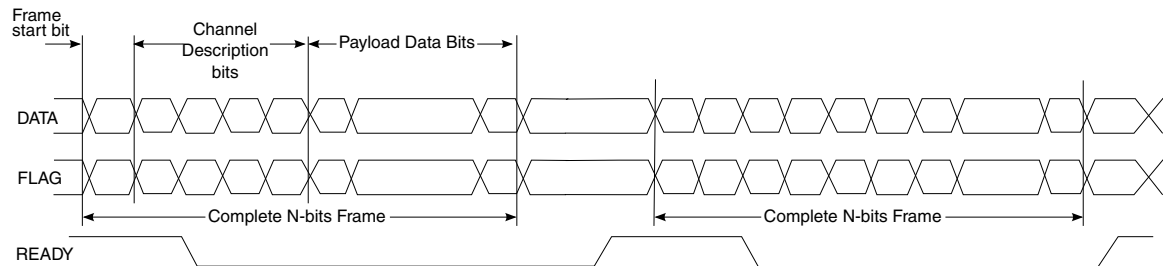 Frame
start bit
Channel
Description
bits
Payload Data Bits
DATA
FLAG
Complete N-bits Frame
Complete N-bits Frame
READY